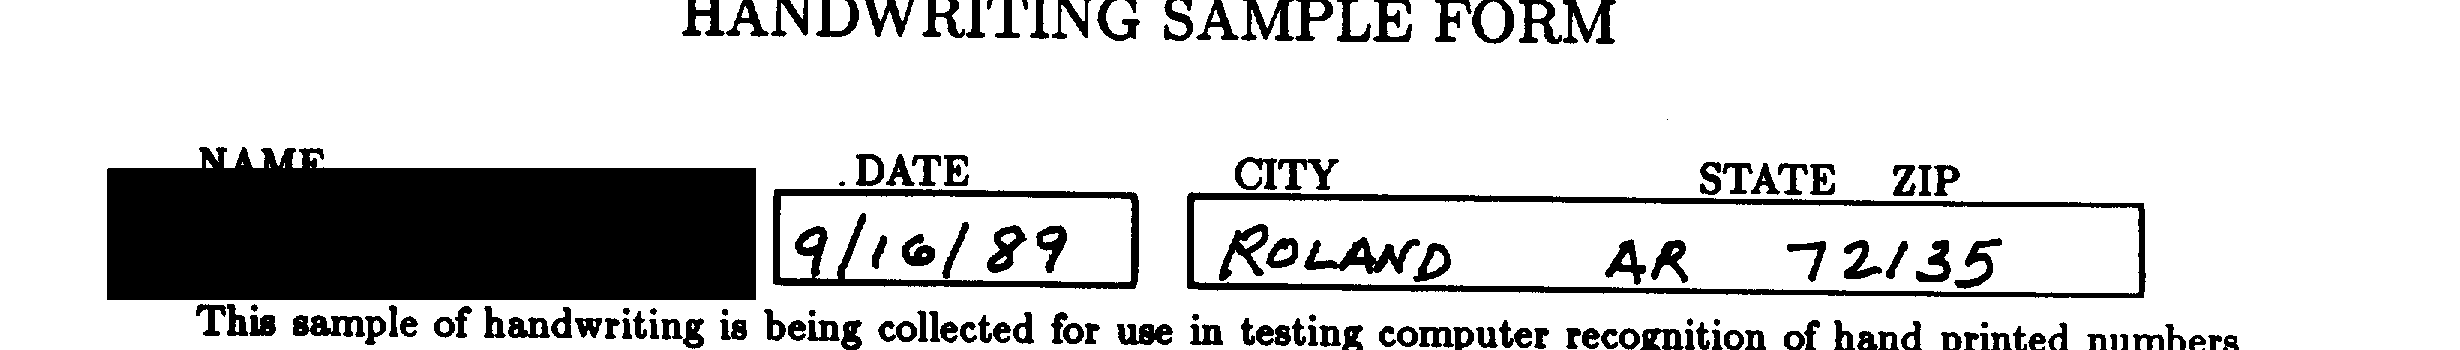 HANDWRITING SAMPLE FORM
NAME DATE CITY STATE ZIP
9/16/89 ROLAND AR 72135
This sample of handwriting is being collected for use in testing computer recognition of hand printed numbers